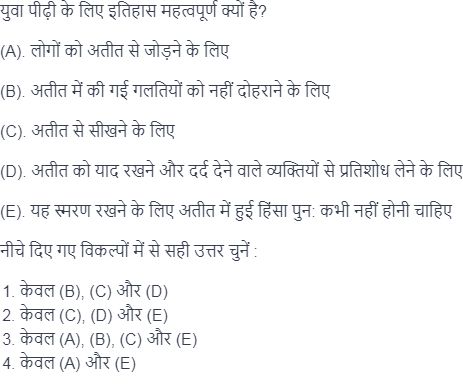 युवा पीढ़ी के लिए इतिहास महत्वपूर्ण क्यों है?
(A). लोगों को अतीत से जोड़ने के लिए
(B). अतीत में की गई गलतियों को नहीं दोहराने के लिए
(C). अतीत से सीखने के लिए
(D). अतीत को याद रखने और दर्द देने वाले व्यक्तियों से प्रतिशोध लेने के लिए
(E). यह स्मरण रखने के लिए अतीत में हुई हिंसा पुन: कभी नहीं होनी चाहिए
नीचे दिए गए विकल्पों में से सही उत्तर चुनें :
1. केवल (B), (C) और (D)
2. केवल (C), (D) और (E)
3. केवल (A), (B), (C) और (E)
4. केवल (A) और (E)